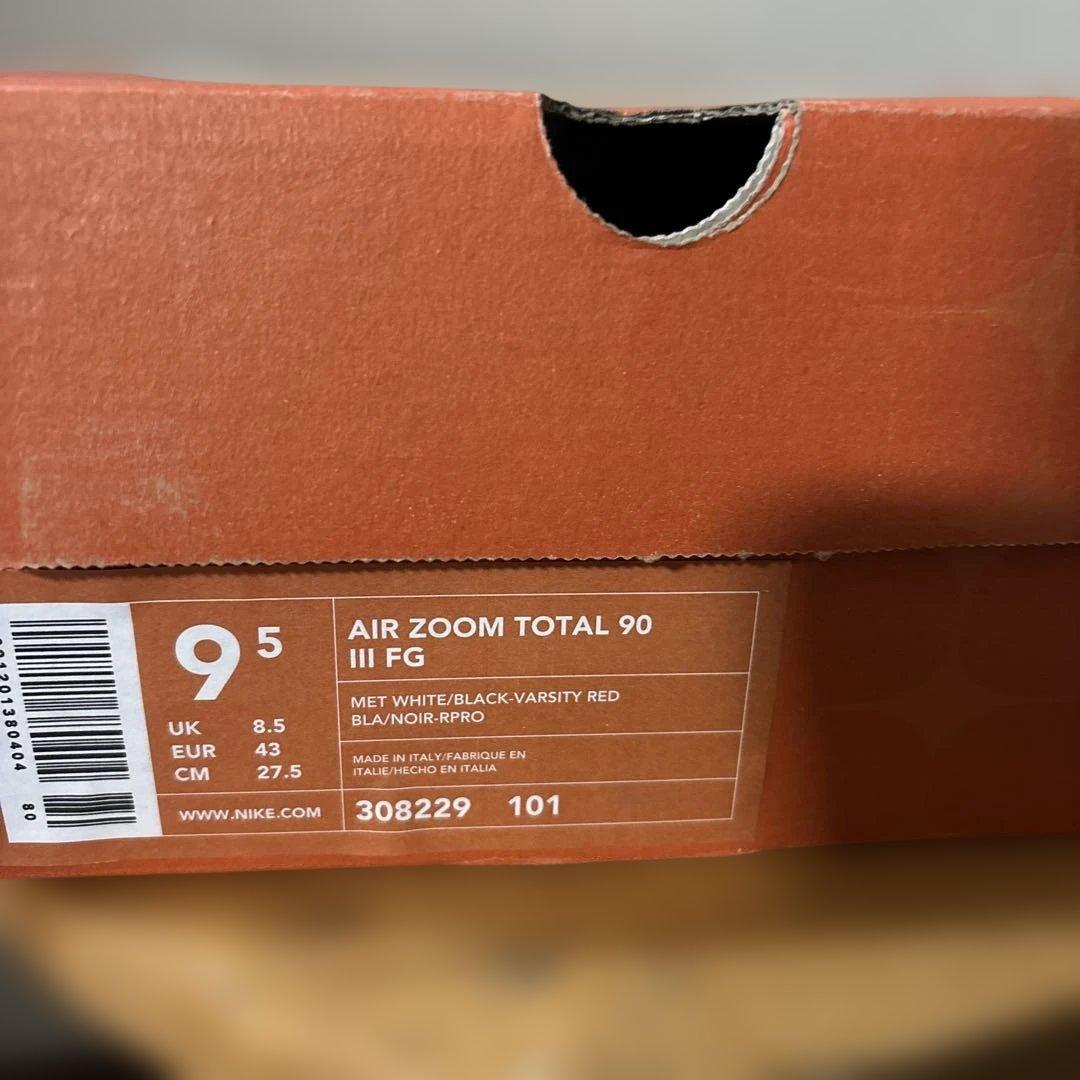 9 5
UK 8.5
EUR 43
CM 27.5
WWW.NIKE.COM
AIR ZOOM TOTAL 90
III FG
MET WHITE/BLACK-VARSITY RED
BLA/NOIR-RPRO
MADE IN ITALY/FABRIQUE EN
ITALIE/HECHO EN ITALIA
308229 101
80